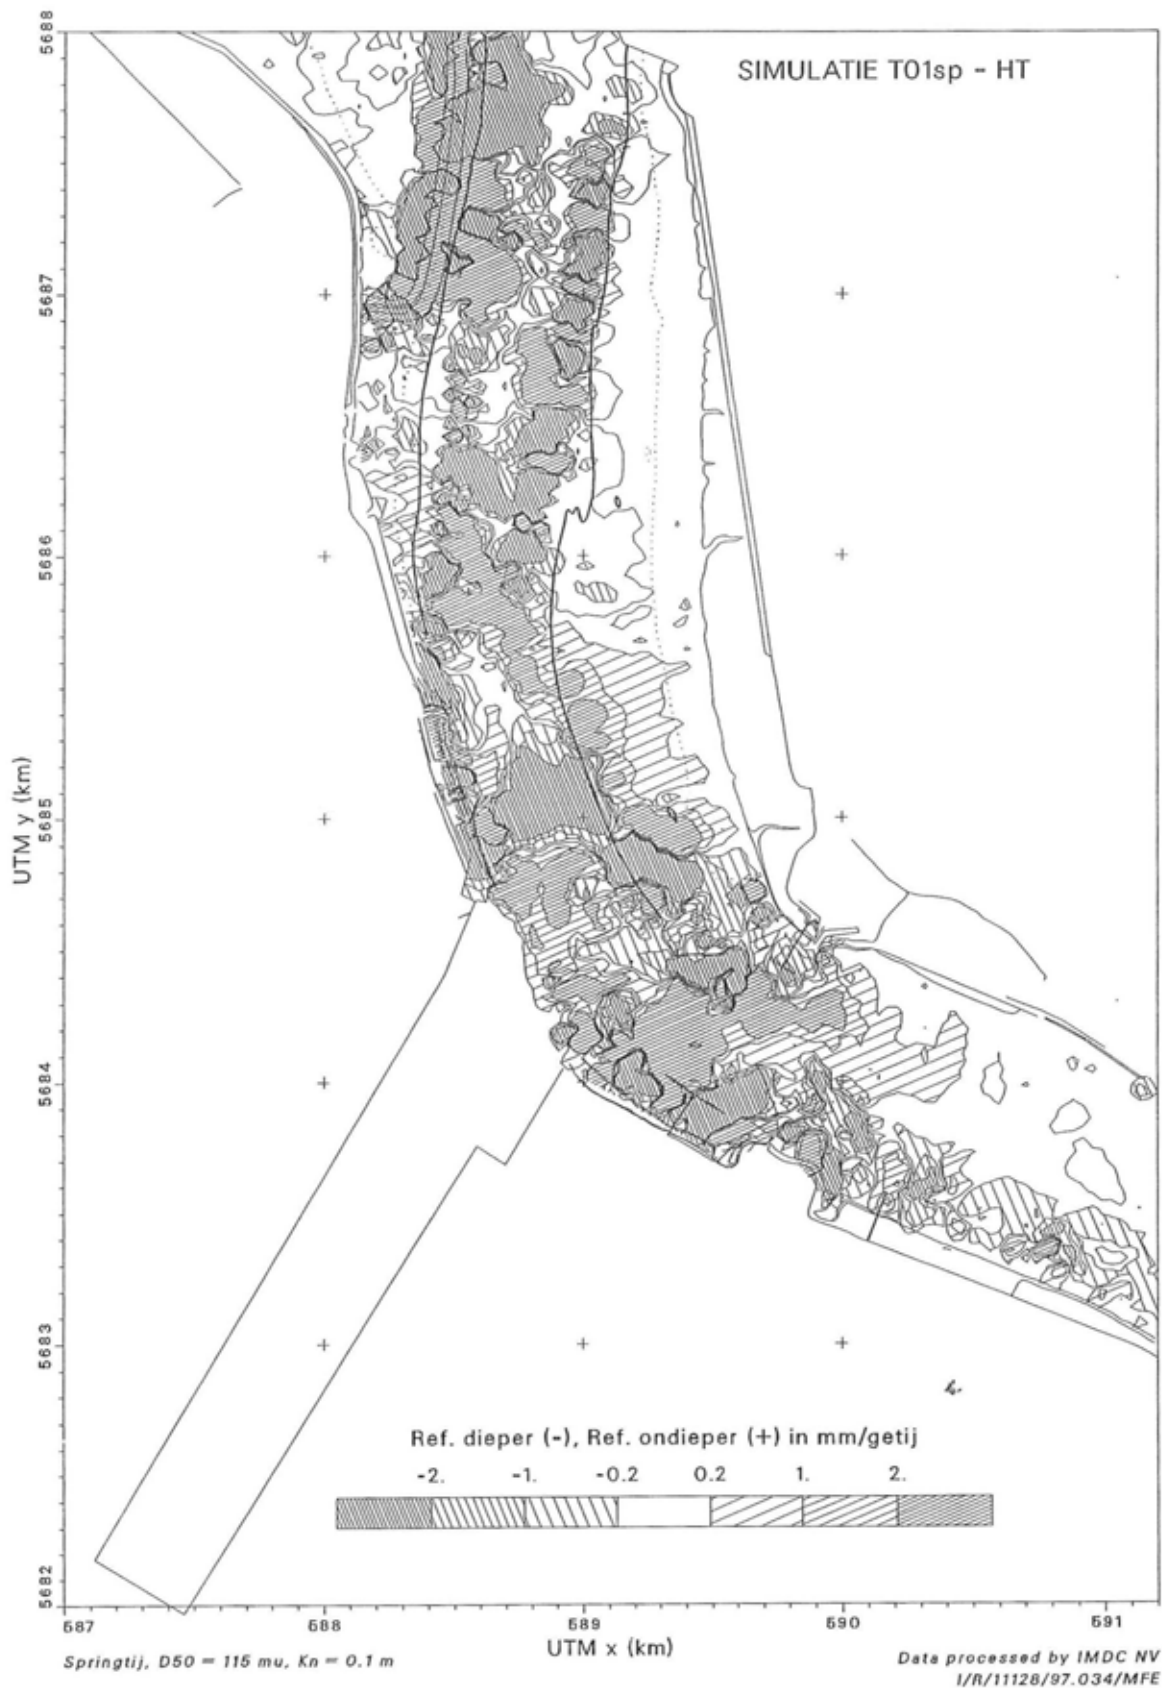 SIMULATIE T01sp - HT
5688
5687
5686
5685
5684
5683
5682
UTM y (km)
Ref. dieper (-), Ref. ondieper (+) in mm/getij
-2. -1. -0.2 0.2 1. 2.
587 588 589 590 591
UTM x (km)
Springtij, D50 = 115 mu, Kn = 0.1 m
Data processed by IMDC NV
I/R/11128/97.034/MFE